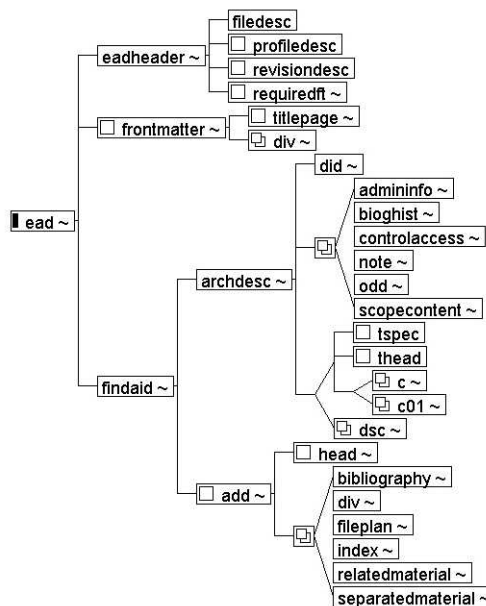 filedesc
eadheader ~
profiledesc
revisiondesc
requiredft ~
titlepage ~
frontmatter ~
div ~
did ~
admininfo ~
bioghist ~
ead ~
controlaccess ~
note ~
archdesc ~
odd ~
scopecontent ~
tspec
thead
findaid ~
c ~
c01 ~
dsc ~
head ~
bibliography ~
add ~
div ~
fileplan ~
index ~
relatedmaterial ~
separatedmaterial ~